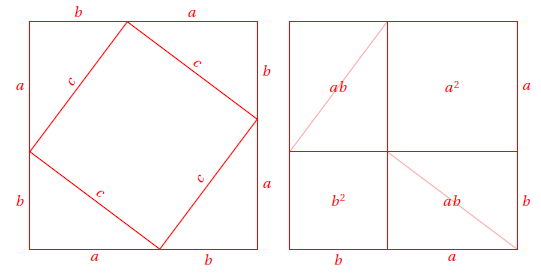 b a
a c c b
ab a² a
b c c a
b² ab b
a b
b a